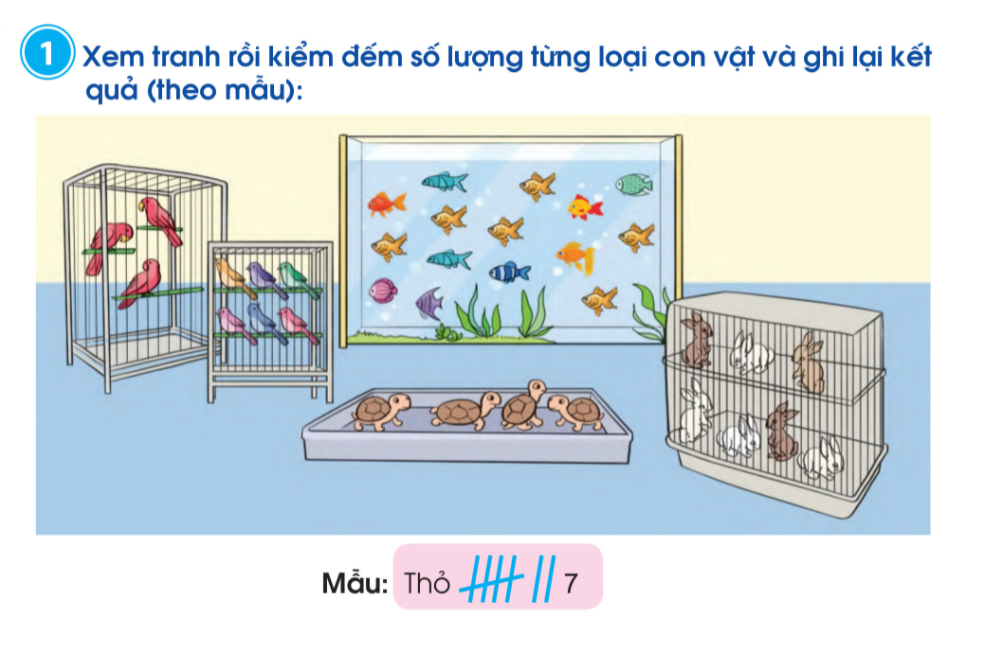 1 Xem tranh rồi kiểm đếm số lượng từng loại con vật và ghi lại kết
quả (theo mẫu):
Mẫu: Thỏ 7